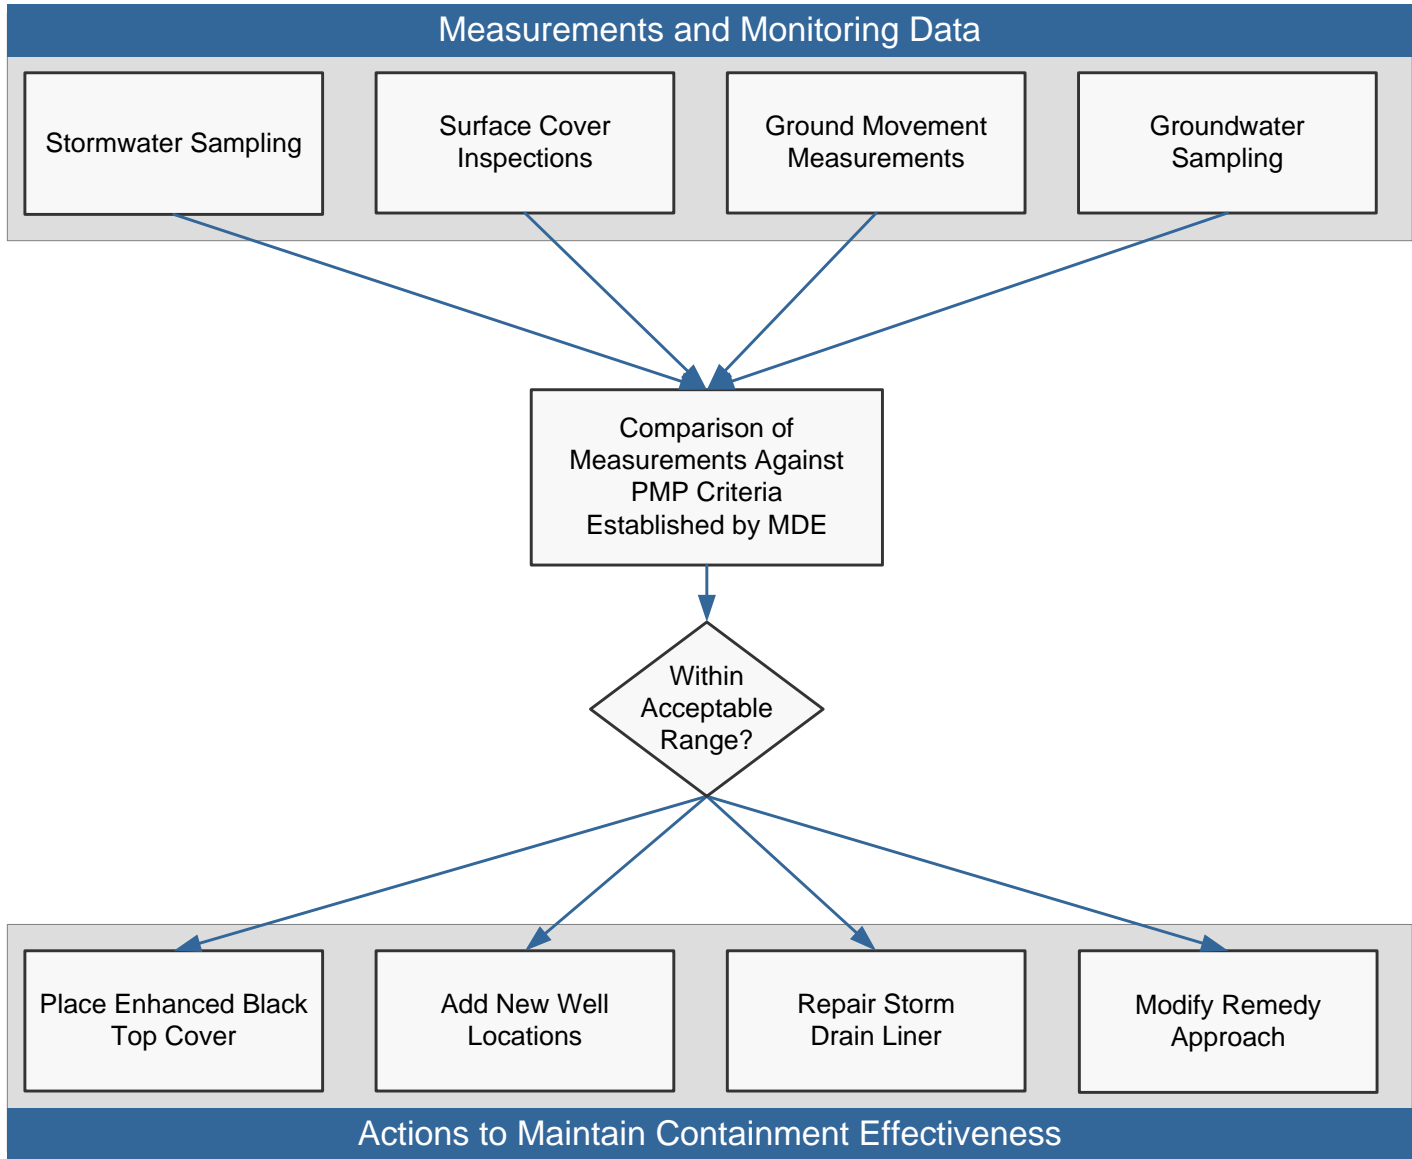 Measurements and Monitoring Data
Stormwater Sampling
Surface Cover
Inspections
Ground Movement
Measurements
Groundwater
Sampling
Comparison of
Measurements Against
PMP Criteria
Established by MDE
Within
Acceptable
Range?
Place Enhanced Black
Top Cover
Add New Well
Locations
Repair Storm
Drain Liner
Modify Remedy
Approach
Actions to Maintain Containment Effectiveness